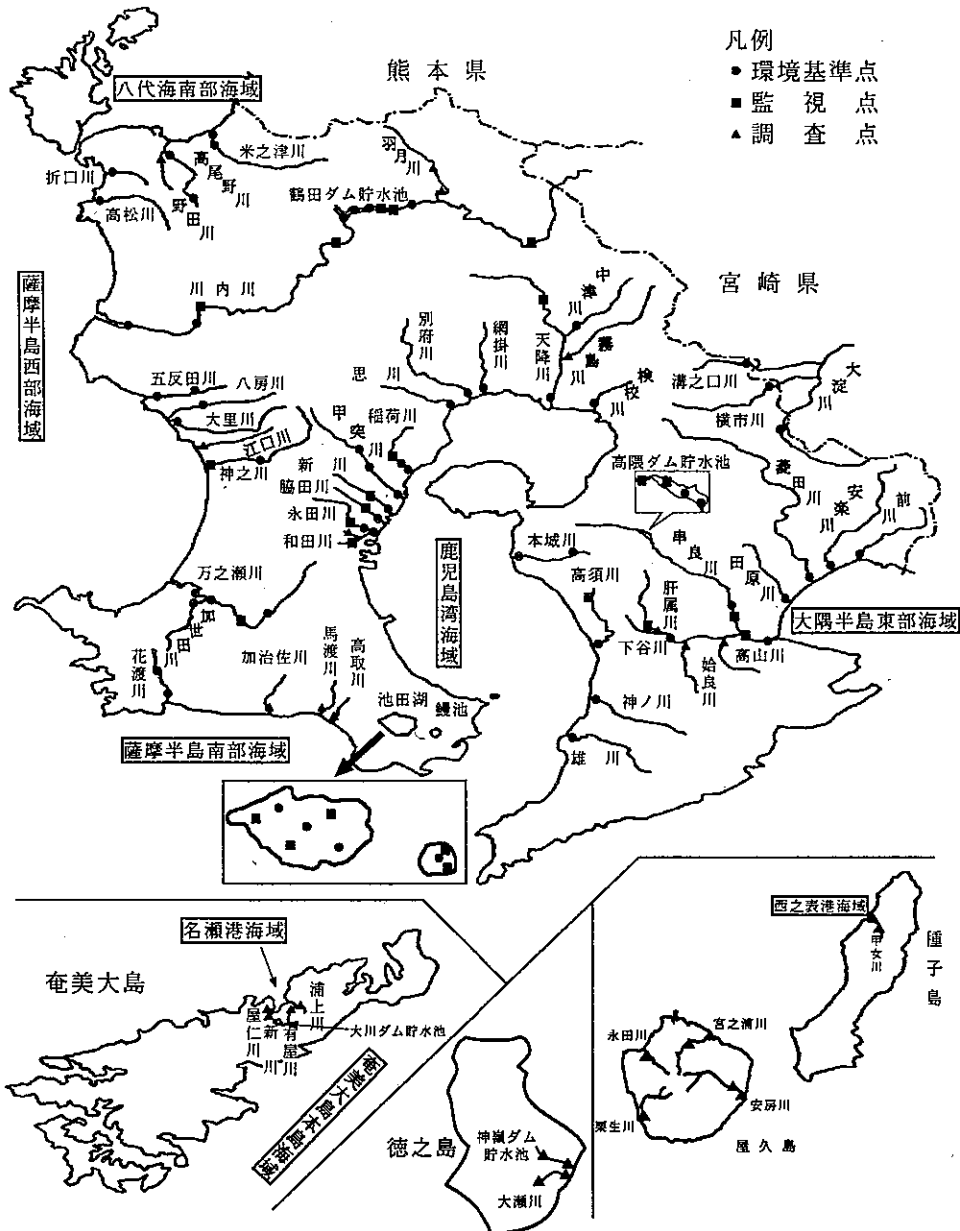 凡例
● 環境基準点
■ 監視点
▲ 調査点
熊本県
八代海南部海域
米之津川
羽月川
高尾野川
野田川
折口川
高松川
鶴田ダム貯水池
宮崎県
薩摩半島西部海域
川内川
中津川
霧島川
別府川
網掛川
天降川
思川
検校川
大淀川
溝之口川
横市川
五反田川
八房川
大里川
江口川
神之川
甲突川
稲荷川
新川
脇田川
永田川
和田川
高隈ダム貯水池
菱田川
安楽川
前川
鹿児島湾海域
本城川
串良川
田原川
高須川
肝属川
大隅半島東部海域
下谷川
姶良川
高山川
万之瀬川
加世田川
花渡川
加治佐川
馬渡川
高取川
池田湖
鰻池
神ノ川
雄川
薩摩半島南部海域
名瀬港海域
奄美大島
浦上川
屋仁川
新川
有屋川
大川ダム貯水池
奄美大島本島海域
徳之島
神嶺ダム
貯水池
大瀬川
西之表港海域
甲女川
種子島
永田川
宮之浦川
安房川
栗生川
屋久島